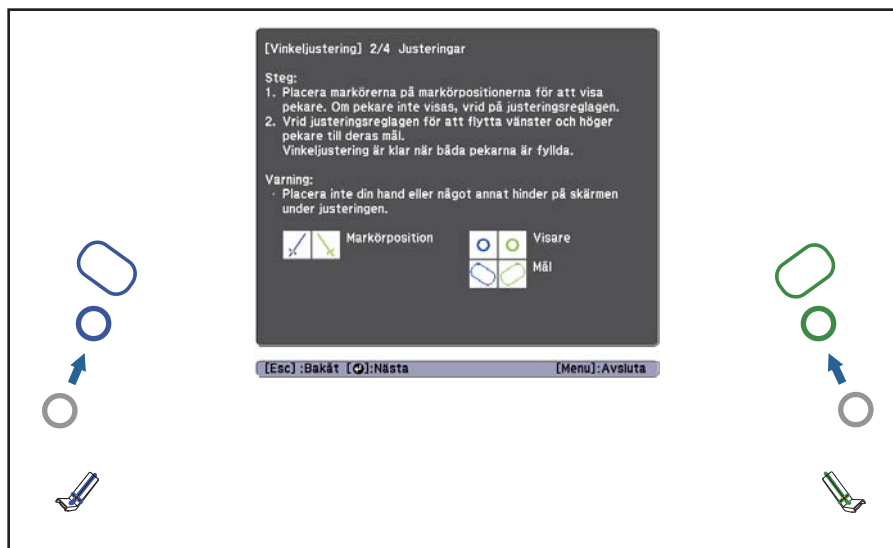 [Vinkeljustering] 2/4 Justeringar
Steg:
1. Placera markörerna på markörpositionerna för att visa
pekare. Om pekare inte visas, vrid på justeringsreglagen.
2. Vrid justeringsreglagen för att flytta vänster och höger
pekare till deras mål.
Vinkeljustering är klar när båda pekarna är fyllda.
Varning:
· Placera inte din hand eller något annat hinder på skärmen
under justeringen.
Markörposition
Visare
Mål
[Esc] :Bakåt [↵]:Nästa [Menu]:Avsluta